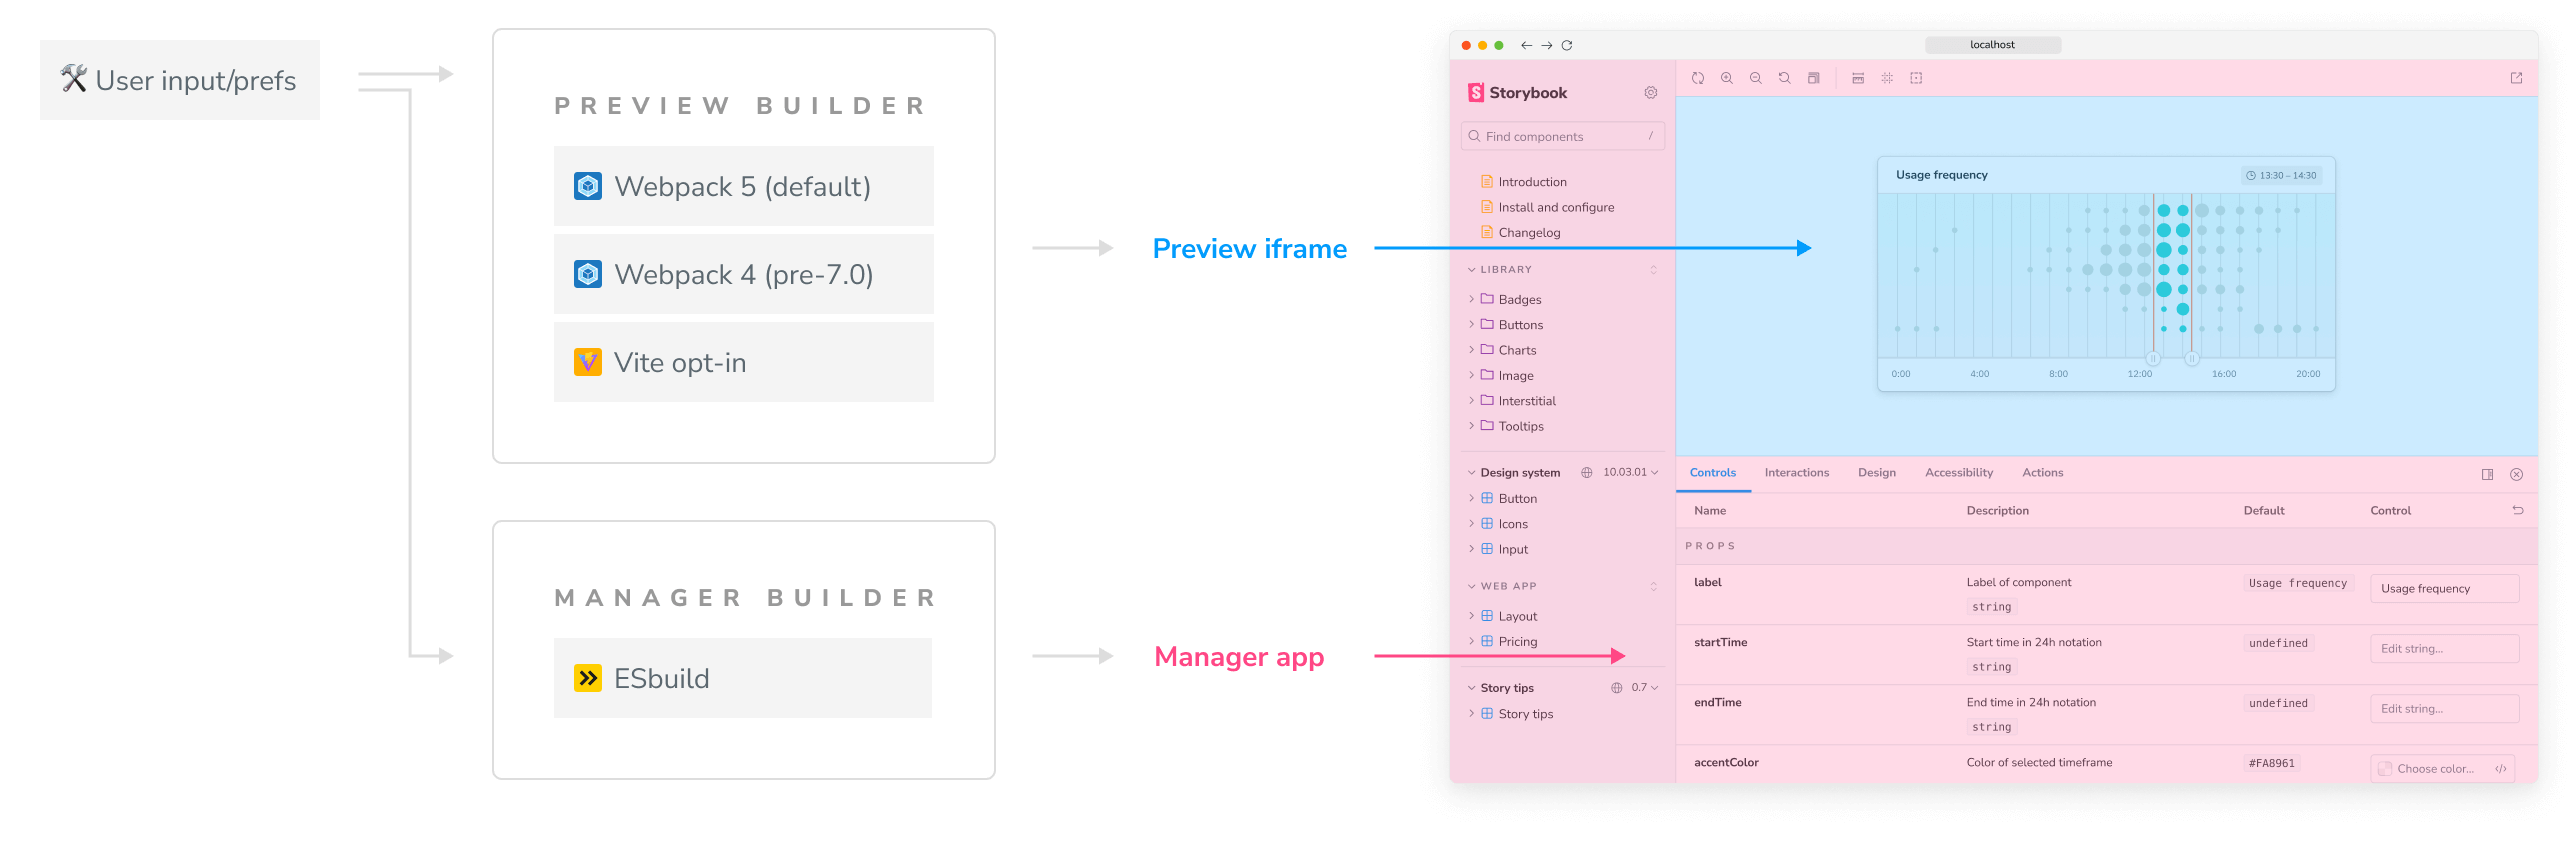 User input/prefs
PREVIEW BUILDER
Webpack 5 (default)
Webpack 4 (pre-7.0)
Vite opt-in
MANAGER BUILDER
ESbuild
Preview iframe
Manager app
localhost
Storybook
Find components /
Introduction
Install and configure
Changelog
LIBRARY
Badges
Buttons
Charts
Image
Interstitial
Tooltips
Design system 10.03.01
Button
Icons
Input
WEB APP
Layout
Pricing
Story tips 0.7
Story tips
Usage frequency 13:30 – 14:30
0:00 4:00 8:00 12:00 16:00 20:00
Controls Interactions Design Accessibility Actions
Name Description Default Control
PROPS
label Label of component Usage frequency Usage frequency
string
startTime Start time in 24h notation undefined Edit string...
string
endTime End time in 24h notation undefined Edit string...
string
accentColor Color of selected timeframe #FA8961 Choose color...